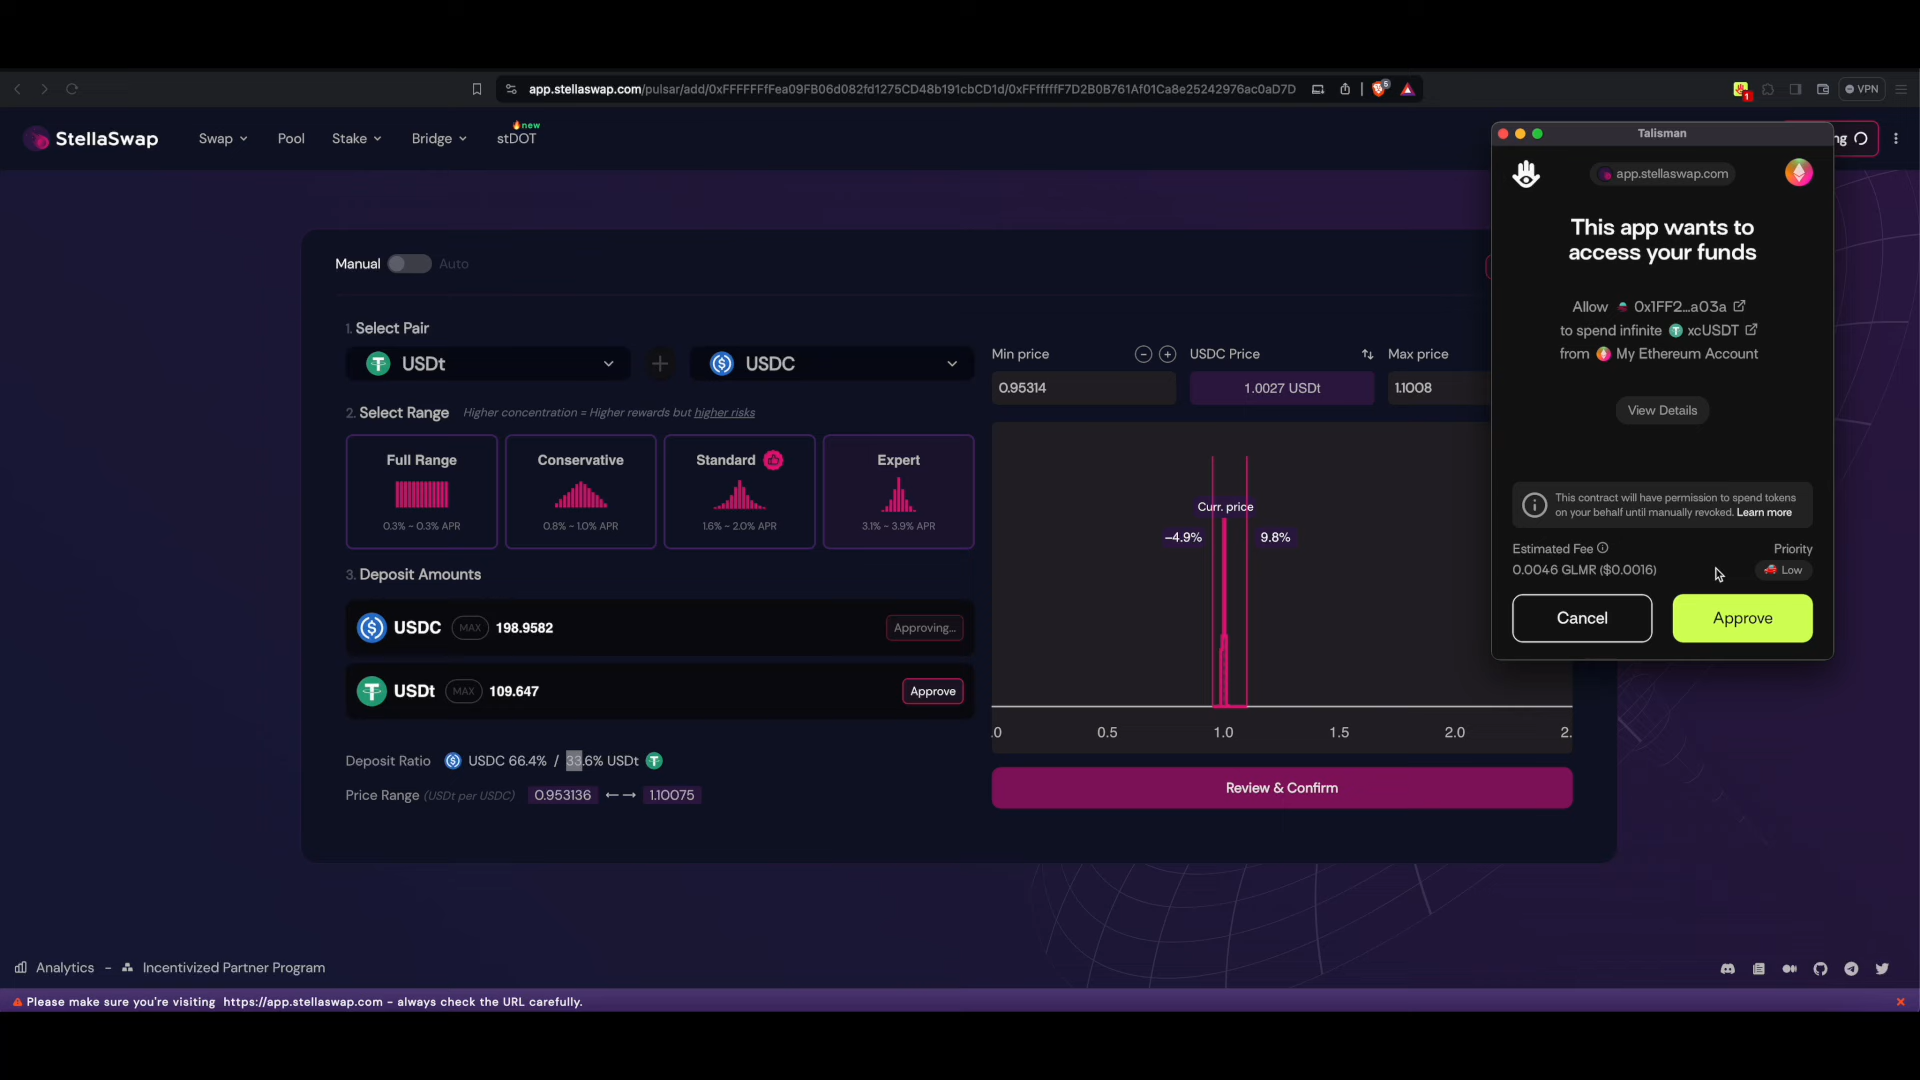 app.stellaswap.com/pulsar/add/0xFFFFFFfFea09FB06d082fd1275CD48b191cbCD1d/0xFFffffF7D2B0B761Af01Ca8e25242976ac0aD7D
5
1
VPN
StellaSwap
Swap
Pool
Stake
Bridge
new
stDOT
ng
Manual
Auto
1. Select Pair
USDt
USDC
2. Select Range
Higher concentration = Higher rewards but higher risks
Full Range
0.3% – 0.3% APR
Conservative
0.8% – 1.0% APR
Standard
1.6% – 2.0% APR
Expert
3.1% – 3.9% APR
3. Deposit Amounts
USDC MAX 198.9582
Approving...
USDt MAX 109.647
Approve
Deposit Ratio USDC 66.4% / 33.6% USDt
Price Range (USDt per USDC) 0.953136 1.10075
Min price
0.95314
USDC Price
1.0027 USDt
Max price
1.1008
Curr. price
–4.9% 9.8%
.0 0.5 1.0 1.5 2.0 2.
Review & Confirm
Talisman
app.stellaswap.com
This app wants to
access your funds
Allow 0x1FF2...a03a
to spend infinite xcUSDT
from My Ethereum Account
View Details
This contract will have permission to spend tokens
on your behalf until manually revoked. Learn more
Estimated Fee
Priority
0.0046 GLMR ($0.0016)
Low
Cancel
Approve
Analytics – Incentivized Partner Program
Please make sure you're visiting https://app.stellaswap.com – always check the URL carefully.